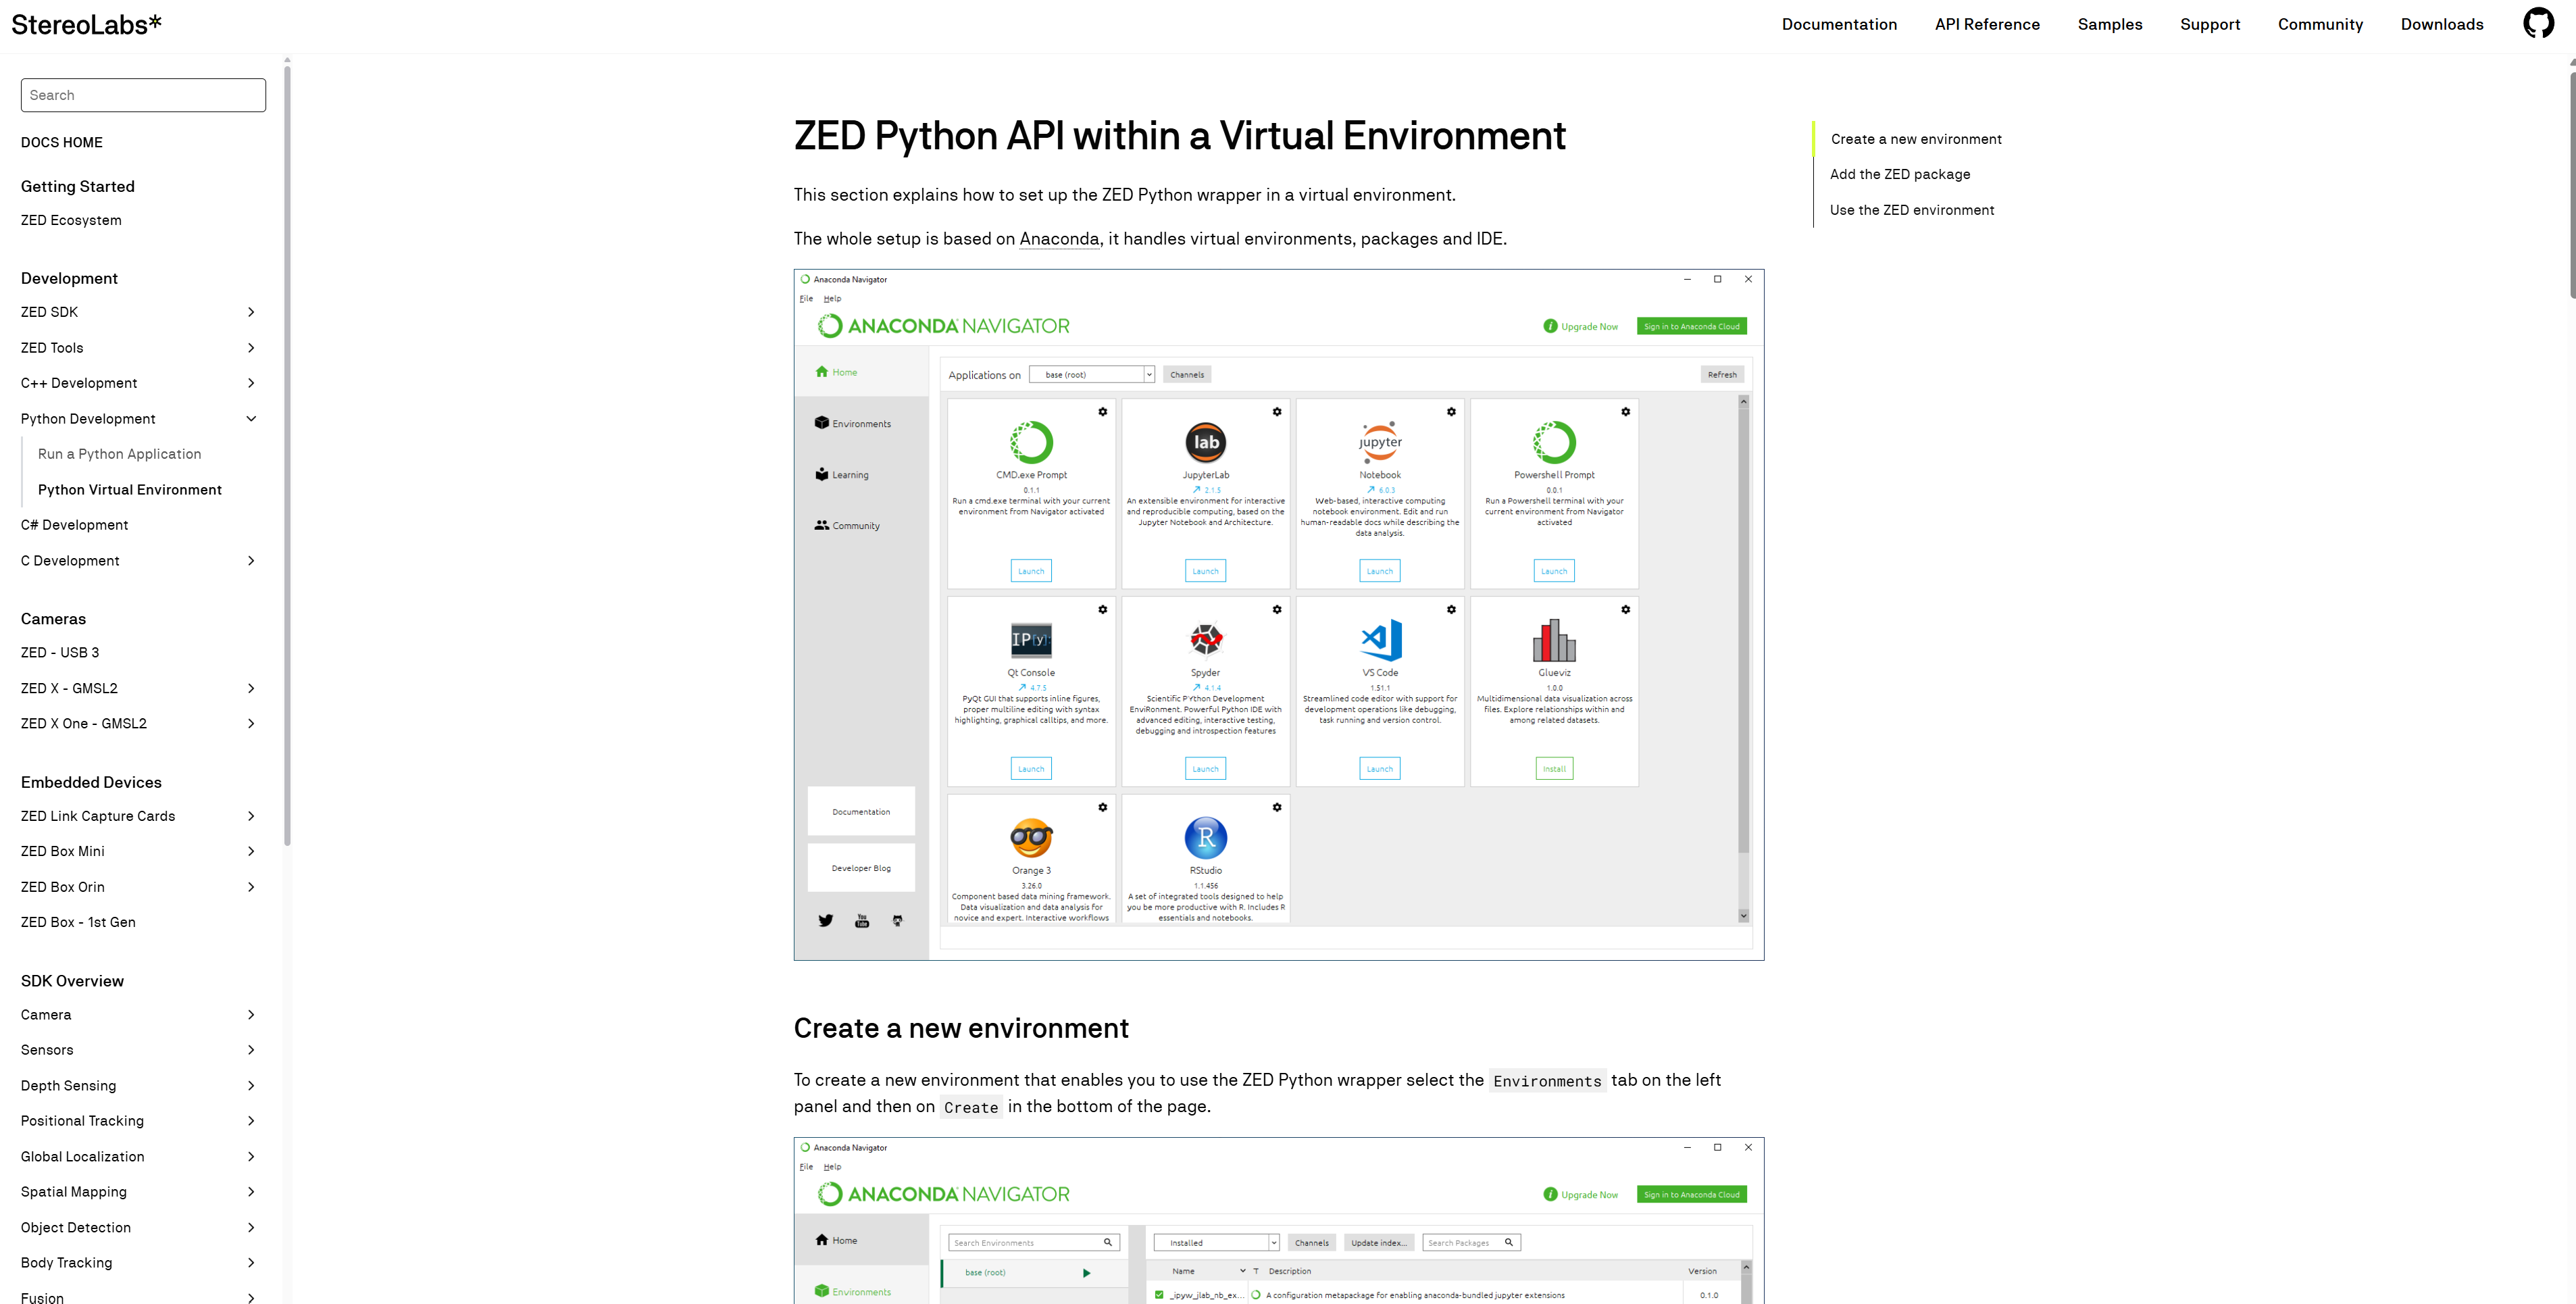 StereoLabs*
Documentation
API Reference
Samples
Support
Community
Downloads
Search
DOCS HOME
Getting Started
ZED Ecosystem
Development
ZED SDK
ZED Tools
C++ Development
Python Development
Run a Python Application
Python Virtual Environment
C# Development
C Development
Cameras
ZED - USB 3
ZED X - GMSL2
ZED X One - GMSL2
Embedded Devices
ZED Link Capture Cards
ZED Box Mini
ZED Box Orin
ZED Box - 1st Gen
SDK Overview
Camera
Sensors
Depth Sensing
Positional Tracking
Global Localization
Spatial Mapping
Object Detection
Body Tracking
Fusion
ZED Python API within a Virtual Environment
This section explains how to set up the ZED Python wrapper in a virtual environment.
The whole setup is based on Anaconda, it handles virtual environments, packages and IDE.
Anaconda Navigator
File Help
ANACONDA NAVIGATOR
Upgrade Now
Sign in to Anaconda Cloud
Home
Environments
Learning
Community
Documentation
Developer Blog
You
Tube
Applications on
base (root)
Channels
Refresh
CMD.exe Prompt
0.1.1
Run a cmd.exe terminal with your current
environment from Navigator activated
Launch
lab
JupyterLab
2.1.5
An extensible environment for interactive
and reproducible computing, based on the
Jupyter Notebook and Architecture.
Launch
jupyter
Notebook
6.0.3
Web-based, interactive computing
notebook environment. Edit and run
human-readable docs while describing the
data analysis.
Launch
Powershell Prompt
0.0.1
Run a Powershell terminal with your
current environment from Navigator
activated
Launch
IP[y]:
Qt Console
4.7.5
PyQt GUI that supports inline figures,
proper multiline editing with syntax
highlighting, graphical calltips, and more.
Launch
Spyder
4.1.4
Scientific PYthon Development
EnviRonment. Powerful Python IDE with
advanced editing, interactive testing,
debugging and introspection features
Launch
VS Code
1.51.1
Streamlined code editor with support for
development operations like debugging,
task running and version control.
Launch
Glueviz
1.0.0
Multidimensional data visualization across
files. Explore relationships within and
among related datasets.
Install
Orange 3
3.26.0
Component based data mining framework.
Data visualization and data analysis for
novice and expert. Interactive workflows
R
RStudio
1.1.456
A set of integrated tools designed to help
you be more productive with R. Includes R
essentials and notebooks.
Create a new environment
To create a new environment that enables you to use the ZED Python wrapper select the Environments tab on the left
panel and then on Create in the bottom of the page.
Anaconda Navigator
File Help
ANACONDA NAVIGATOR
Upgrade Now
Sign in to Anaconda Cloud
Home
Environments
Search Environments
base (root)
Installed
Channels
Update index...
Search Packages
Name
T
Description
Version
_ipyw_jlab_nb_ex...
A configuration metapackage for enabling anaconda-bundled jupyter extensions
0.1.0
Create a new environment
Add the ZED package
Use the ZED environment